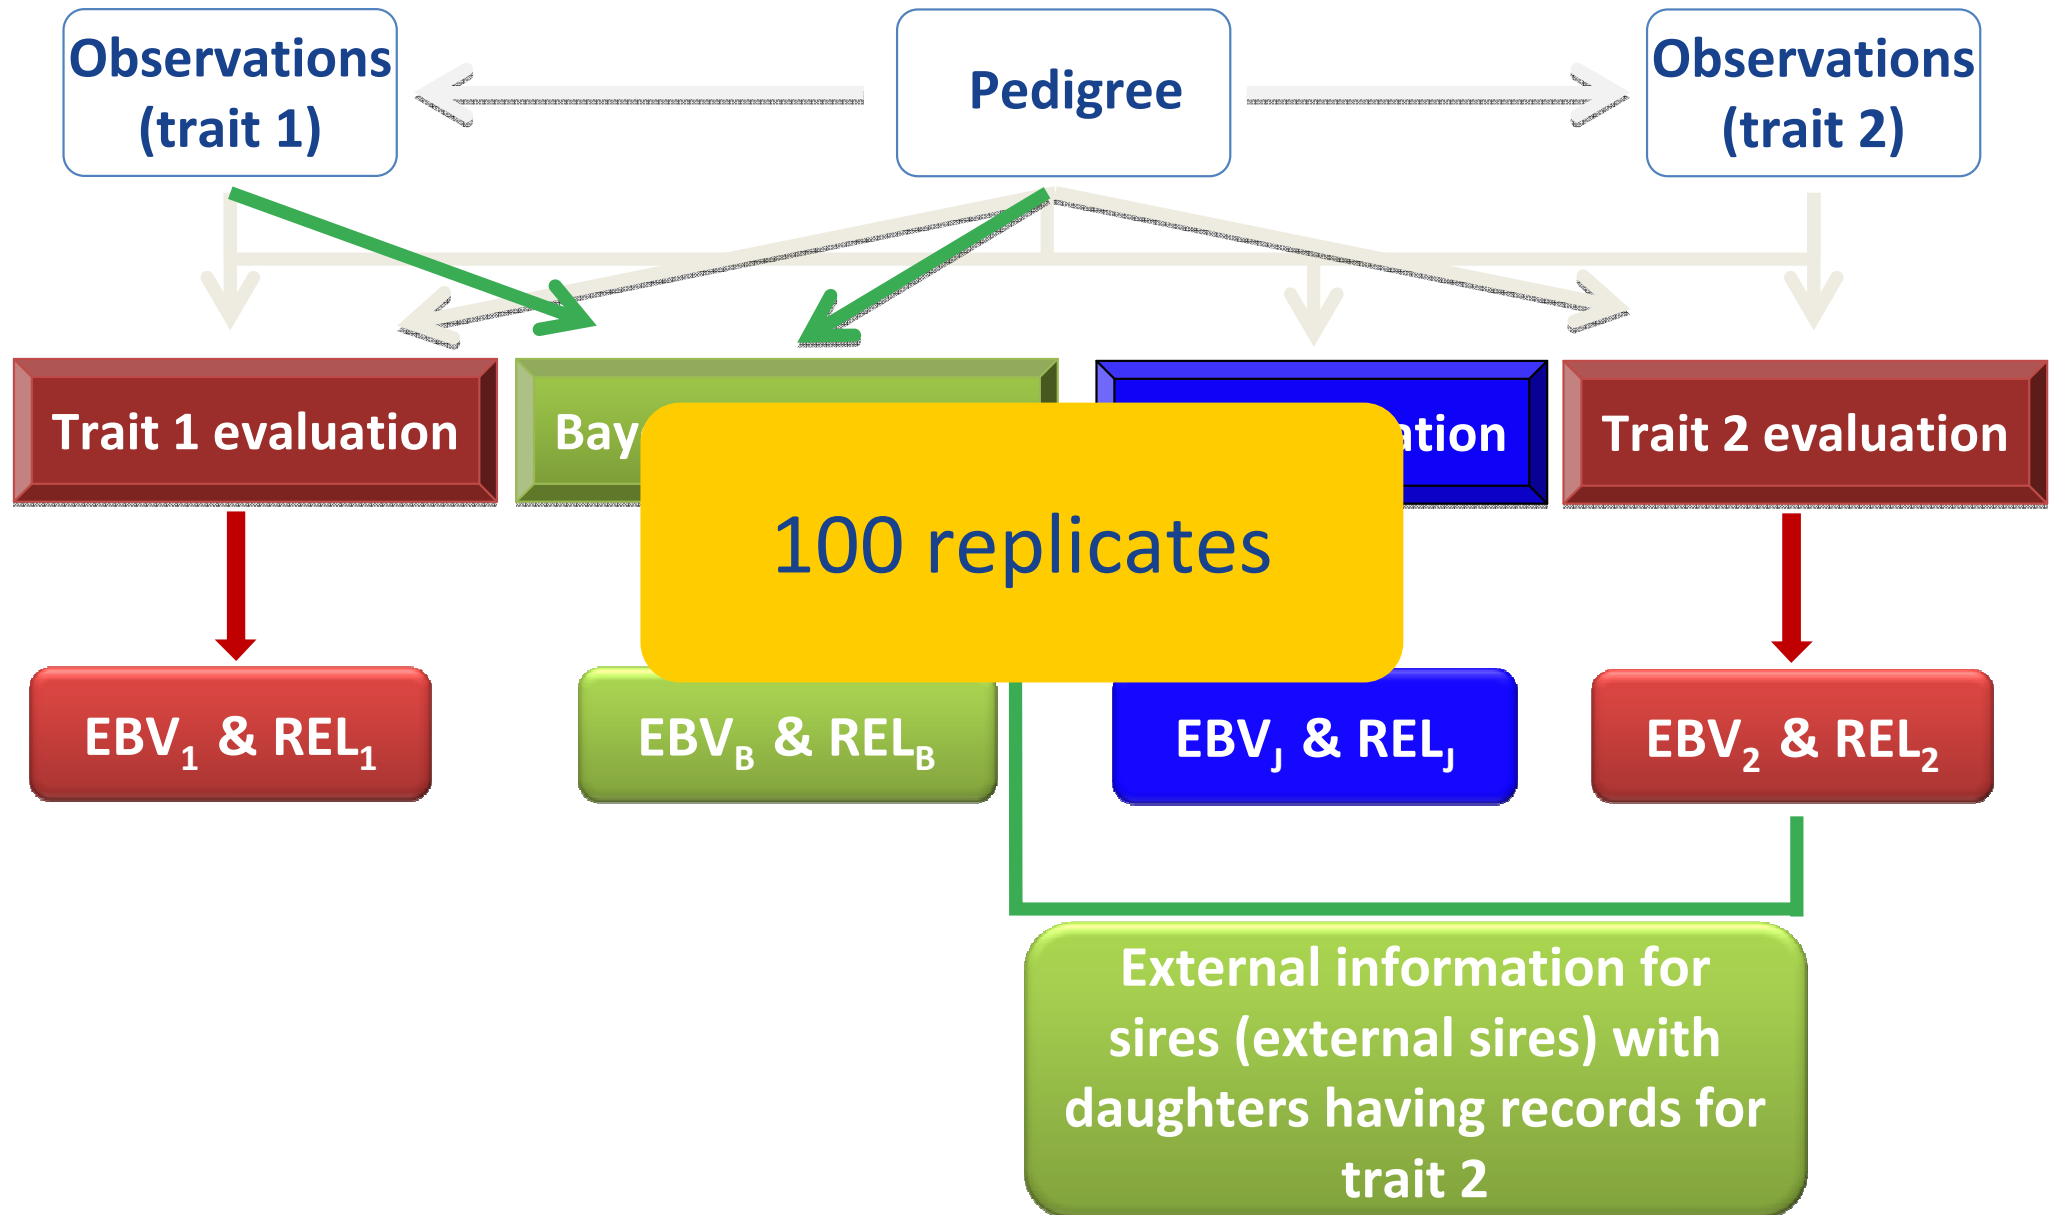 Observations
(trait 1)
Pedigree
Observations
(trait 2)
Trait 1 evaluation
Bay
ation
Trait 2 evaluation
100 replicates
EBV1 & REL1
EBVB & RELB
EBVJ & RELJ
EBV2 & REL2
External information for
sires (external sires) with
daughters having records for
trait 2